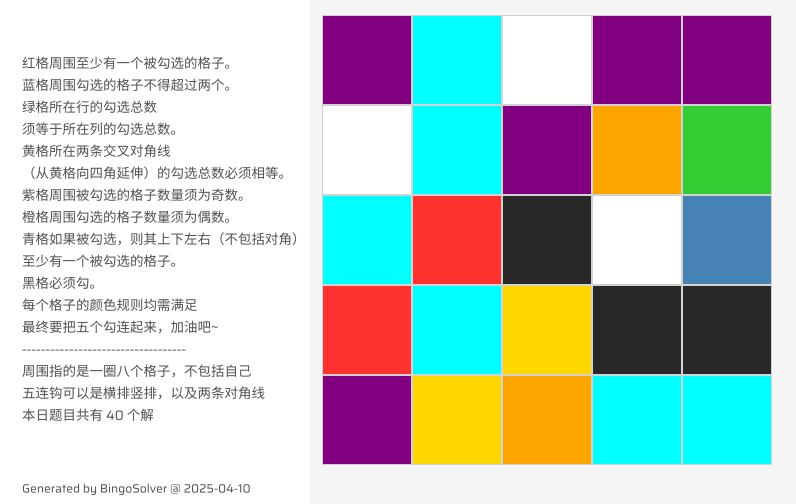 红格周围至少有一个被勾选的格子。
蓝格周围勾选的格子不得超过两个。
绿格所在行的勾选总数
须等于所在列的勾选总数。
黄格所在两条交叉对角线
（从黄格向四角延伸）的勾选总数必须相等。
紫格周围被勾选的格子数量须为奇数。
橙格周围勾选的格子数量须为偶数。
青格如果被勾选，则其上下左右（不包括对角）
至少有一个被勾选的格子。
黑格必须勾。
每个格子的颜色规则均需满足
最终要把五个勾连起来，加油吧~
----------------------------------
周围指的是一圈八个格子，不包括自己
五连钩可以是横排竖排，以及两条对角线
本日题目共有 40 个解
Generated by BingoSolver @ 2025-04-10